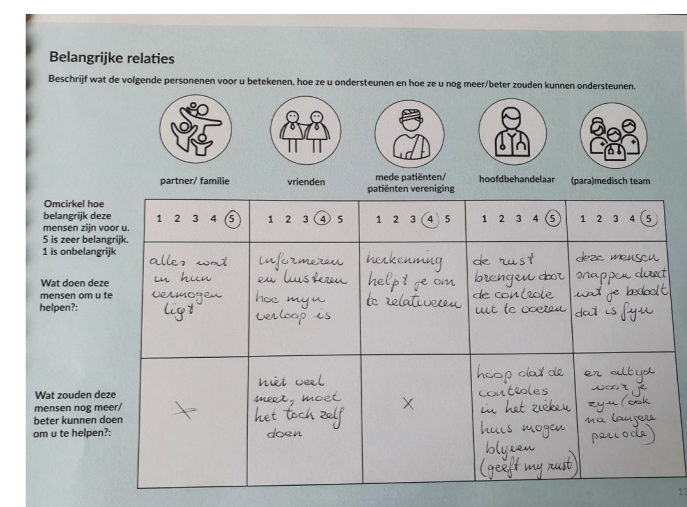 Belangrijke relaties
Beschrijf wat de volgende personenen voor u betekenen, hoe ze u ondersteunen en hoe ze u nog meer/beter zouden kunnen ondersteunen.
partner/ familie
vrienden
mede patiënten/
patiënten vereniging
hoofdbehandelaar
(para)medisch team
Omcirkel hoe
belangrijk deze
mensen zijn voor u.
5 is zeer belangrijk.
1 is onbelangrijk
1 2 3 4 5
1 2 3 4 5
1 2 3 4 5
1 2 3 4 5
1 2 3 4 5
Wat doen deze
mensen om u te
helpen?:
alles wat
in hun
vermogen
ligt
informeren
en luisteren
hoe mijn
verloop is
herkenning
helpt je om
te relativeren
de rust
brengen door
de controle
uit te voeren
deze mensen
snappen direct
wat je bedoelt
dat is fijn
Wat zouden deze
mensen nog meer/
beter kunnen doen
om u te helpen?:
X
niet veel
meer, moet
het toch zelf
doen
X
hoop dat de
controles
in het zieken
huis mogen
blijven
(geeft mij rust)
er altijd
voor je
zijn (ook
na langere
periode)
13